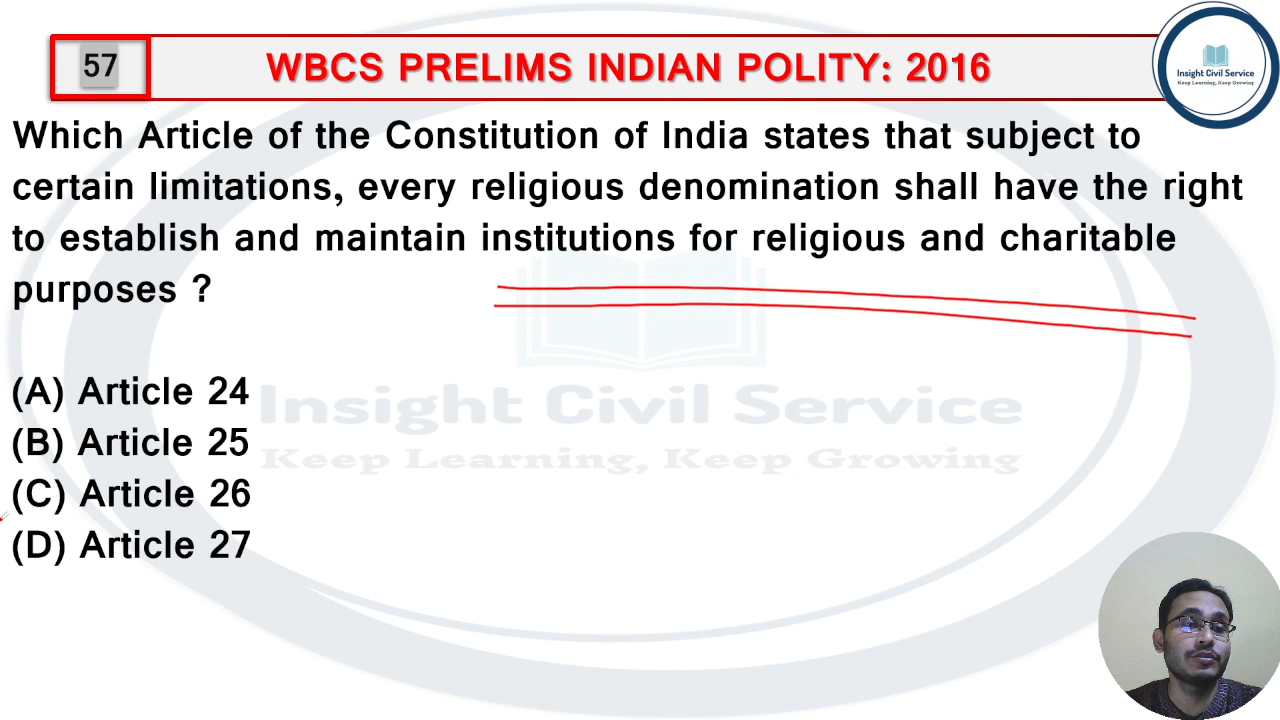 57
WBCS PRELIMS INDIAN POLITY: 2016
Insight Civil Service
Keep Learning, Keep Growing
Which Article of the Constitution of India states that subject to
certain limitations, every religious denomination shall have the right
to establish and maintain institutions for religious and charitable
purposes ?
(A) Article 24
Insight Civil Service
(B) Article 25
Keep Learning, Keep Growing
(C) Article 26
(D) Article 27